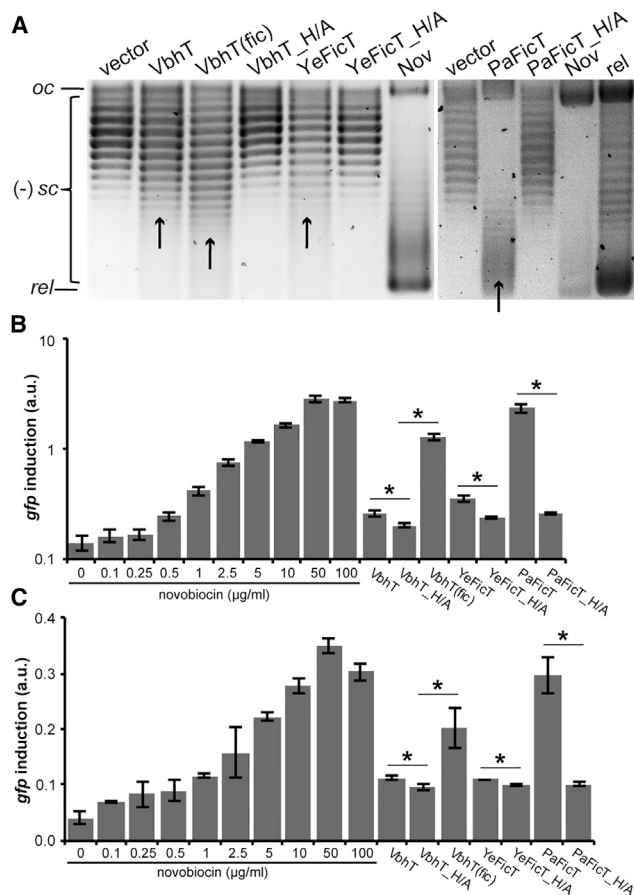 A
vector VbhT VbhT(fic) VbhT_H/A YeFicT YeFicT_H/A Nov vector PaFicT PaFicT_H/A Nov rel
oc
(-) sc
rel
B
gfp induction (a.u.)
10
1
0.1
* * * *
0 0.1 0.25 0.5 1 2.5 5 10 50 100 VbhT VbhT_H/A VbhT(fic) YeFicT YeFicT_H/A PaFicT PaFicT_H/A
novobiocin (µg/ml)
C
gfp induction (a.u.)
0.4
0.3
0.2
0.1
0.0
* * * *
0 0.1 0.25 0.5 1 2.5 5 10 50 100 VbhT VbhT_H/A VbhT(fic) YeFicT YeFicT_H/A PaFicT PaFicT_H/A
novobiocin (µg/ml)